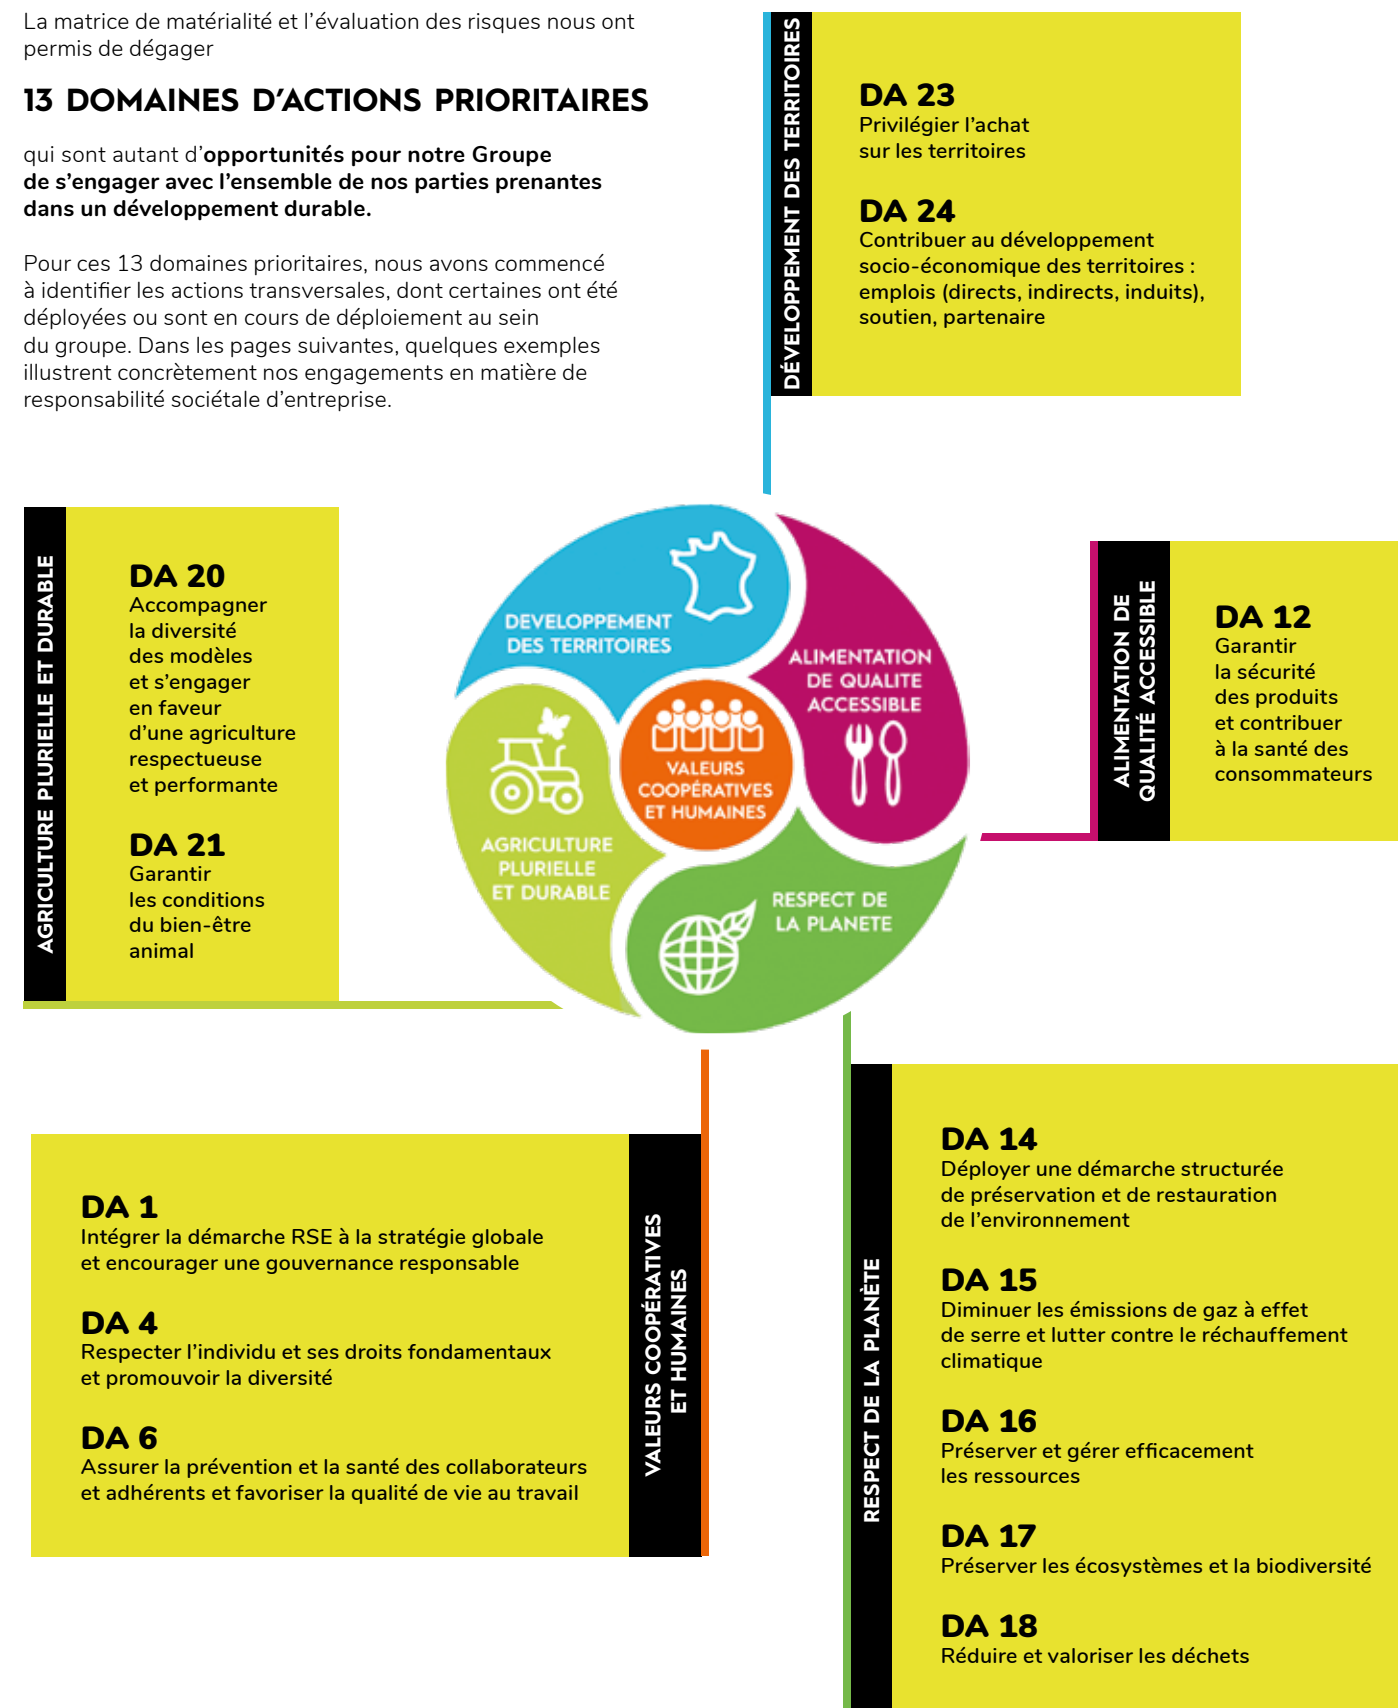 La matrice de matérialité et l'évaluation des risques nous ont
permis de dégager
13 DOMAINES D'ACTIONS PRIORITAIRES
qui sont autant d'opportunités pour notre Groupe
de s'engager avec l'ensemble de nos parties prenantes
dans un développement durable.
Pour ces 13 domaines prioritaires, nous avons commencé
à identifier les actions transversales, dont certaines ont été
déployées ou sont en cours de déploiement au sein
du groupe. Dans les pages suivantes, quelques exemples
illustrent concrètement nos engagements en matière de
responsabilité sociétale d'entreprise.
DÉVELOPPEMENT DES TERRITOIRES
DA 23
Privilégier l'achat
sur les territoires
DA 24
Contribuer au développement
socio-économique des territoires :
emplois (directs, indirects, induits),
soutien, partenaire
AGRICULTURE PLURIELLE ET DURABLE
DA 20
Accompagner
la diversité
des modèles
et s'engager
en faveur
d'une agriculture
respectueuse
et performante
DA 21
Garantir
les conditions
du bien-être
animal
DEVELOPPEMENT
DES TERRITOIRES
ALIMENTATION
DE QUALITE
ACCESSIBLE
VALEURS
COOPÉRATIVES
ET HUMAINES
AGRICULTURE
PLURIELLE
ET DURABLE
RESPECT DE
LA PLANETE
ALIMENTATION DE
QUALITÉ ACCESSIBLE
DA 12
Garantir
la sécurité
des produits
et contribuer
à la santé des
consommateurs
DA 1
Intégrer la démarche RSE à la stratégie globale
et encourager une gouvernance responsable
DA 4
Respecter l'individu et ses droits fondamentaux
et promouvoir la diversité
DA 6
Assurer la prévention et la santé des collaborateurs
et adhérents et favoriser la qualité de vie au travail
VALEURS COOPÉRATIVES
ET HUMAINES
RESPECT DE LA PLANÈTE
DA 14
Déployer une démarche structurée
de préservation et de restauration
de l'environnement
DA 15
Diminuer les émissions de gaz à effet
de serre et lutter contre le réchauffement
climatique
DA 16
Préserver et gérer efficacement
les ressources
DA 17
Préserver les écosystèmes et la biodiversité
DA 18
Réduire et valoriser les déchets